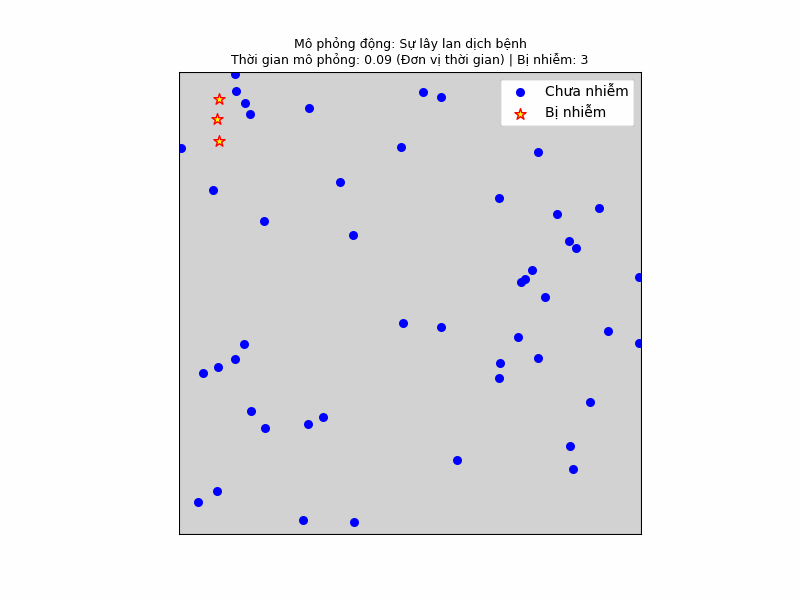 Mô phỏng động: Sự lây lan dịch bệnh
Thời gian mô phỏng: 0.09 (Đơn vị thời gian) | Bị nhiễm: 3
Chưa nhiễm
Bị nhiễm